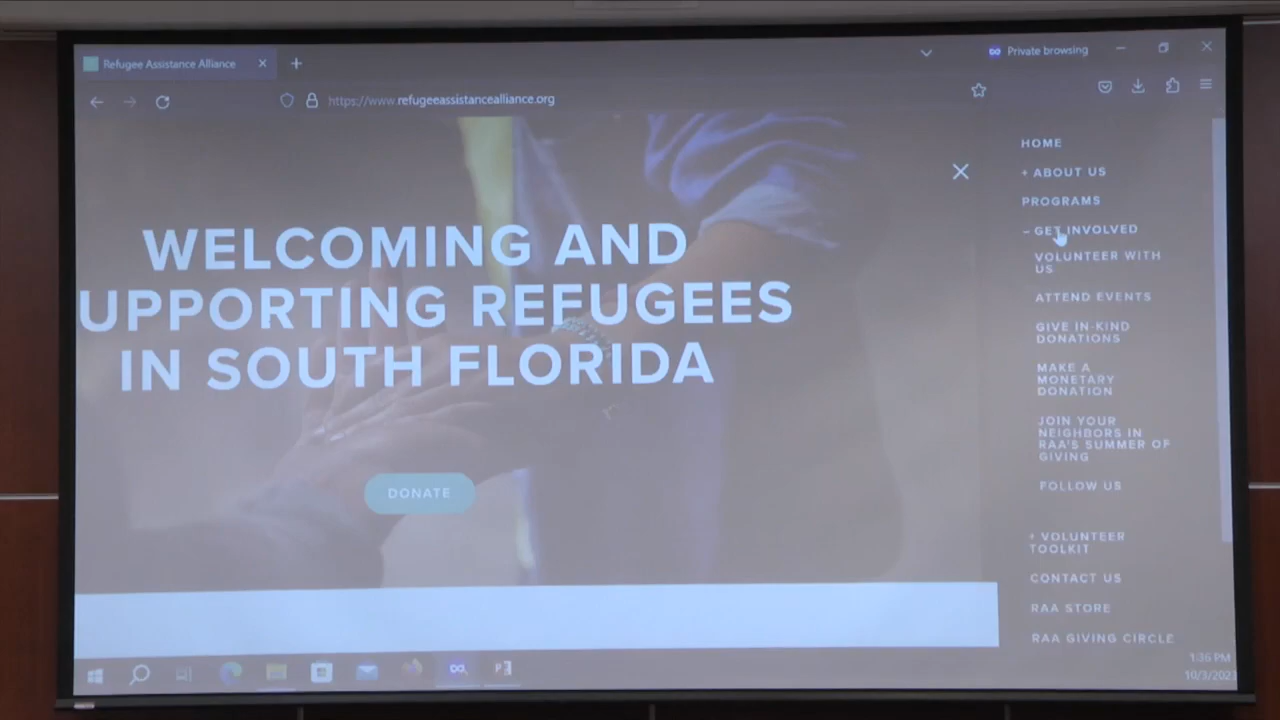 Refugee Assistance Alliance
Private browsing
https://www.refugeeassistancealliance.org
HOME
+ ABOUT US
PROGRAMS
– GET INVOLVED
VOLUNTEER WITH
US
ATTEND EVENTS
GIVE IN-KIND
DONATIONS
MAKE A
MONETARY
DONATION
JOIN YOUR
NEIGHBORS IN
RAA'S SUMMER OF
GIVING
FOLLOW US
+ VOLUNTEER
TOOLKIT
CONTACT US
RAA STORE
RAA GIVING CIRCLE
WELCOMING AND
UPPORTING REFUGEES
IN SOUTH FLORIDA
DONATE
1:36 PM
10/3/2023